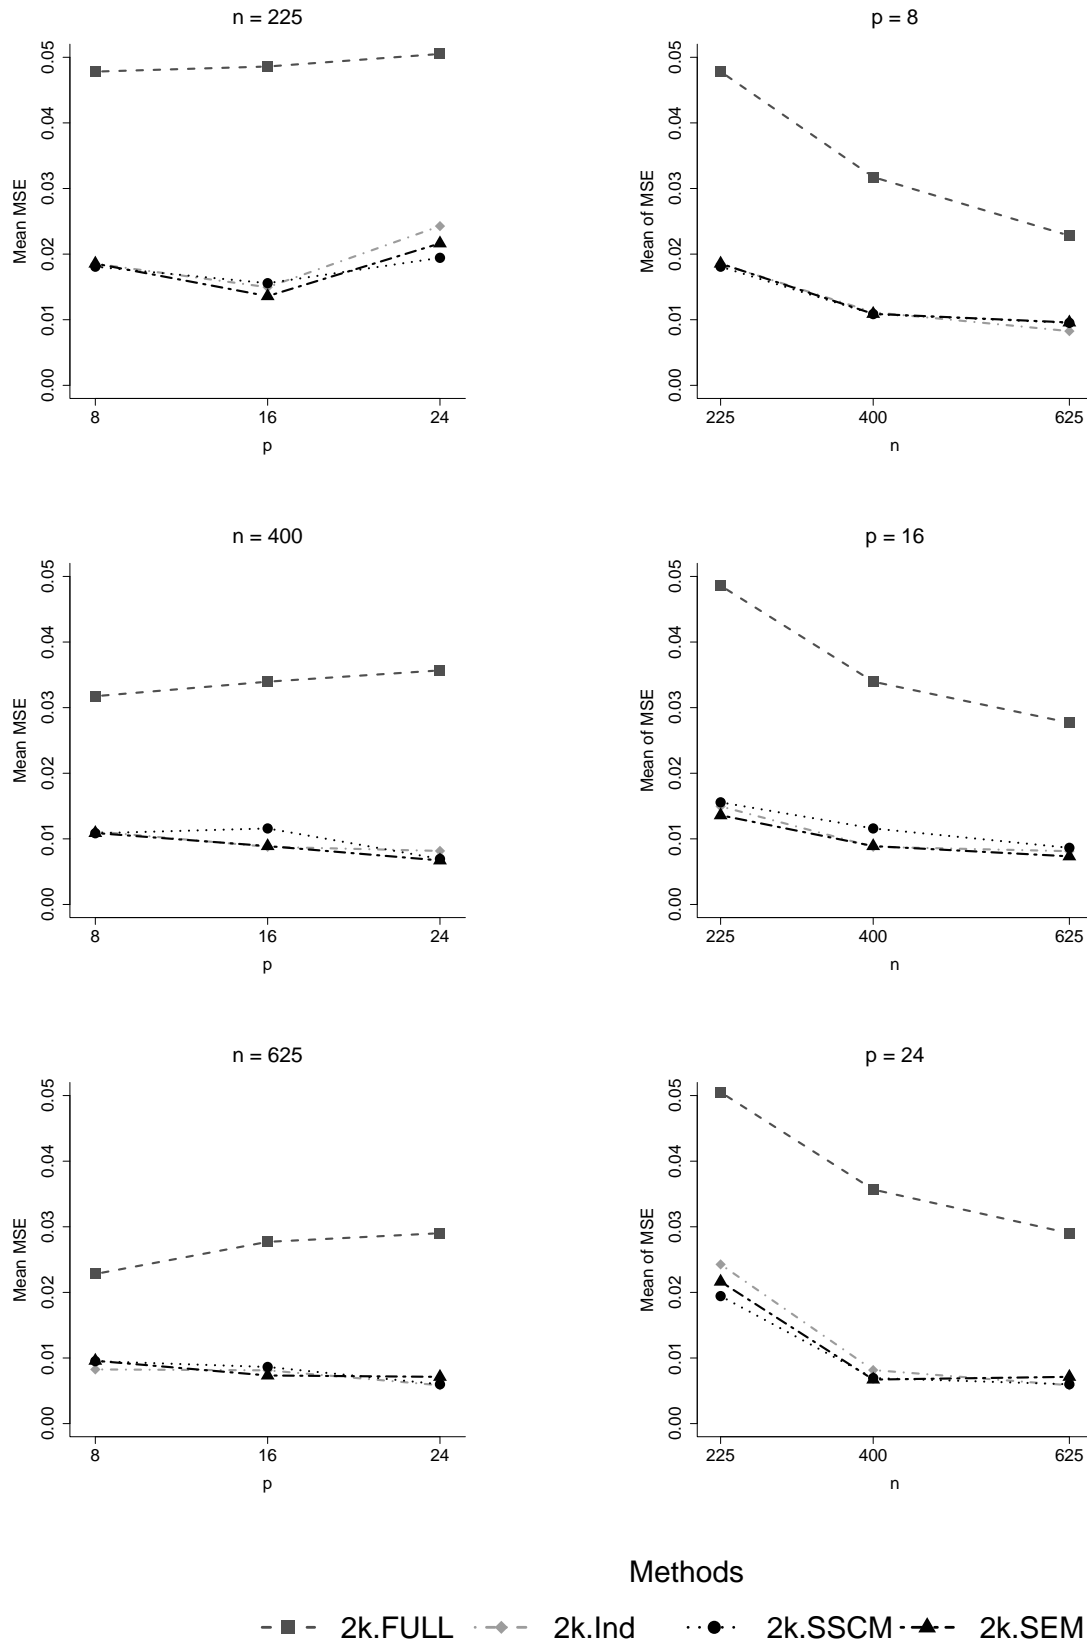 n = 225
Mean MSE
0.00 0.01 0.02 0.03 0.04 0.05
8 16 24
p
p = 8
Mean of MSE
0.00 0.01 0.02 0.03 0.04 0.05
225 400 625
n
n = 400
Mean MSE
0.00 0.01 0.02 0.03 0.04 0.05
8 16 24
p
p = 16
Mean of MSE
0.00 0.01 0.02 0.03 0.04 0.05
225 400 625
n
n = 625
Mean MSE
0.00 0.01 0.02 0.03 0.04 0.05
8 16 24
p
p = 24
Mean of MSE
0.00 0.01 0.02 0.03 0.04 0.05
225 400 625
n
Methods
2k.FULL 2k.Ind 2k.SSCM 2k.SEM